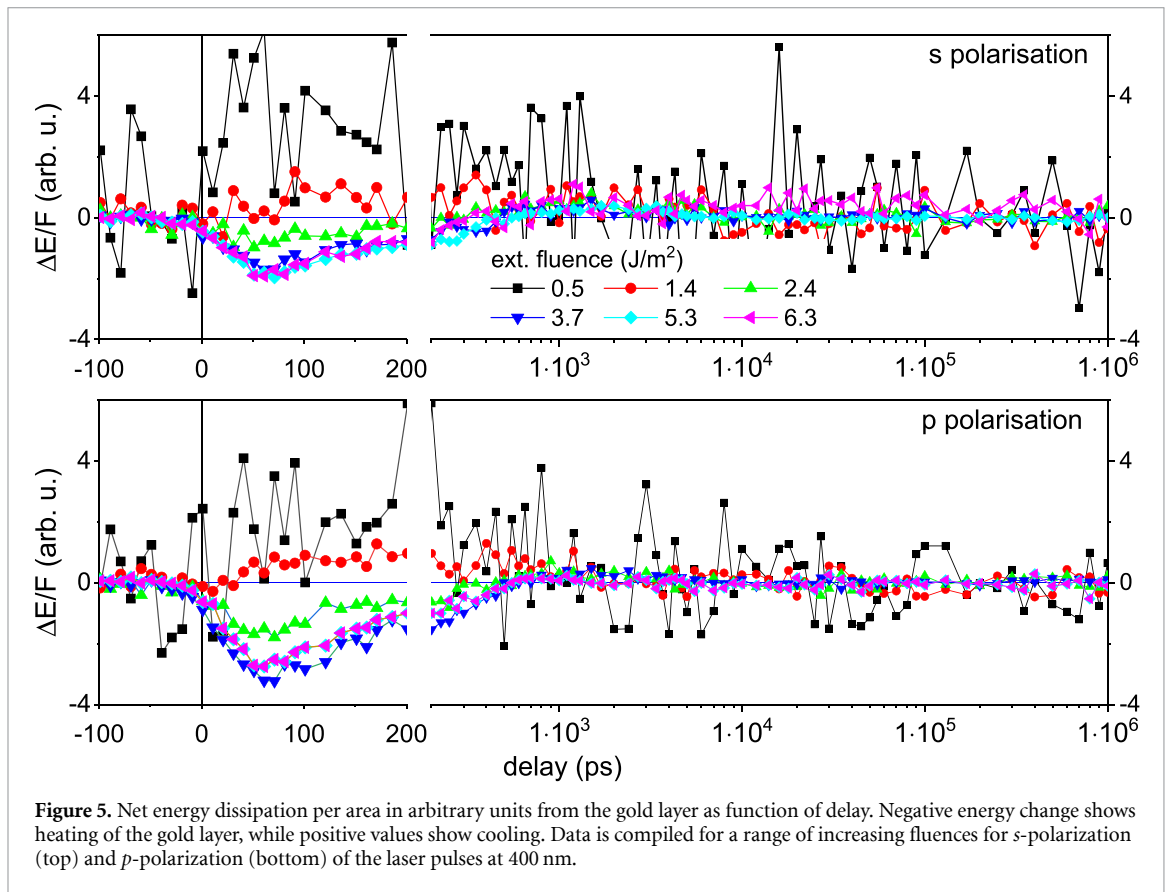 s polarisation
4
0
-4
ΔE/F (arb. u.)
4
0
-4
ext. fluence (J/m²)
0.5 1.4 2.4
3.7 5.3 6.3
-100 0 100 200 1·10³ 1·10⁴ 1·10⁵ 1·10⁶
p polarisation
4
0
-4
ΔE/F (arb. u.)
4
0
-4
-100 0 100 200 1·10³ 1·10⁴ 1·10⁵ 1·10⁶
delay (ps)
Figure 5. Net energy dissipation per area in arbitrary units from the gold layer as function of delay. Negative energy change shows
heating of the gold layer, while positive values show cooling. Data is compiled for a range of increasing fluences for s-polarization
(top) and p-polarization (bottom) of the laser pulses at 400 nm.